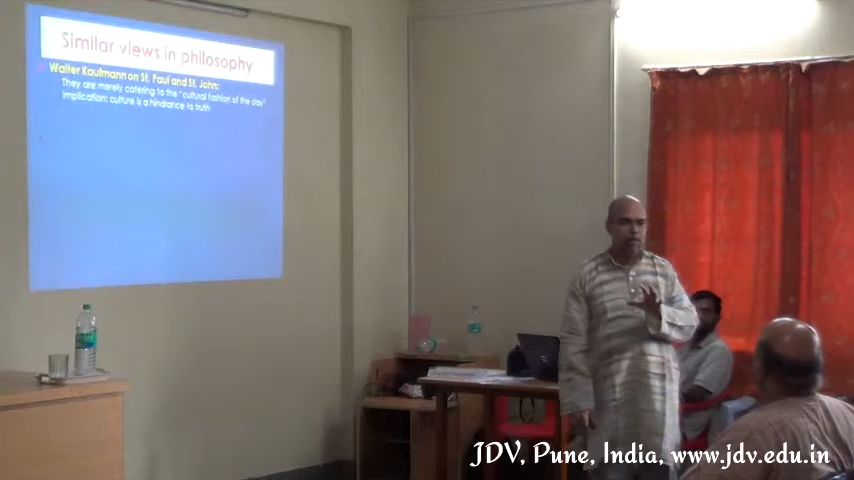 Similar views in philosophy
Walter Kaufmann on St. Paul and St. John:
They are merely catering to the "cultural fashion of the day"
Implication: culture is a hindrance to truth
JDV, Pune, India, www.jdv.edu.in